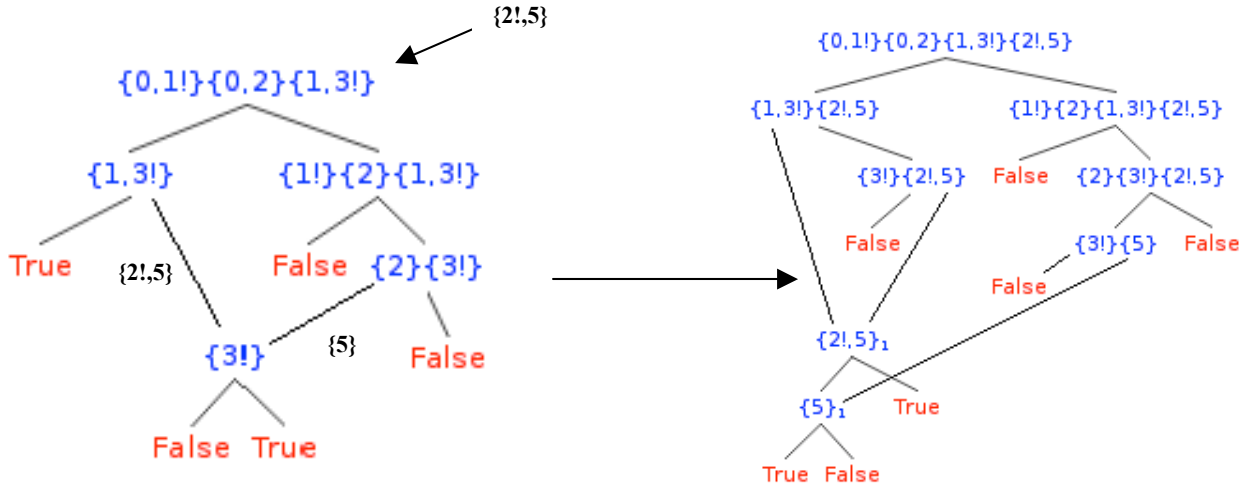 {2!,5}
{0,1!}{0,2}{1,3!}
{1,3!} {1!}{2}{1,3!}
True {2!,5} False {2}{3!}
{3!} {5} False
False True
{0,1!}{0,2}{1,3!}{2!,5}
{1,3!}{2!,5} {1!}{2}{1,3!}{2!,5}
{3!}{2!,5} False {2}{3!}{2!,5}
False {3!}{5} False
False
{2!,5}₁
{5}₁ True
True False